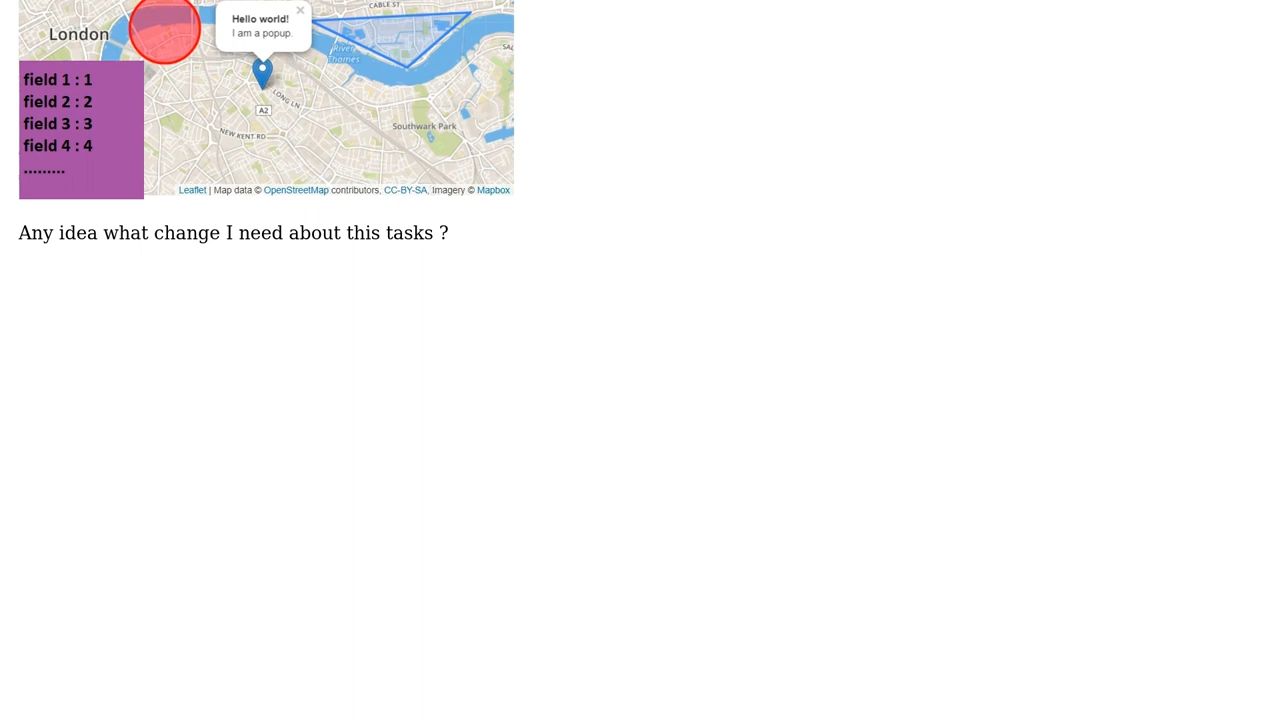 CABLE ST.
Hello world!
I am a popup.
London
River
Thames
field 1 : 1
field 2 : 2
field 3 : 3
field 4 : 4
.........
LONG LN
A2
NEW KENT RD
Southwark Park
Leaflet | Map data © OpenStreetMap contributors, CC-BY-SA, Imagery © Mapbox
Any idea what change I need about this tasks ?